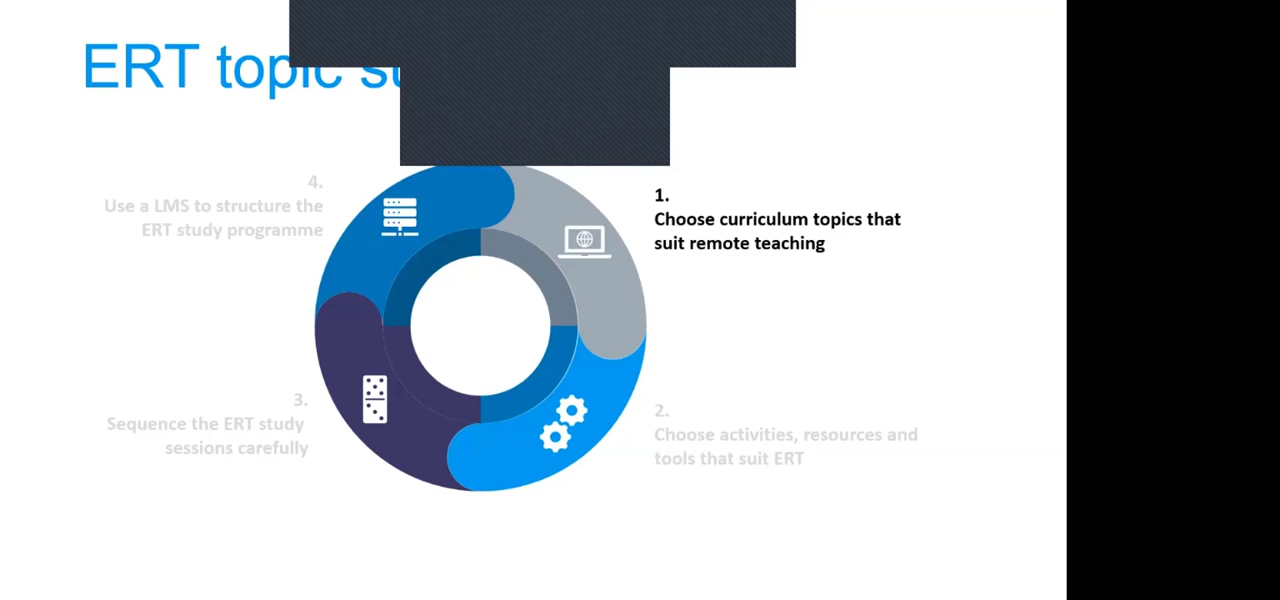 ERT topic
1.
Choose curriculum topics that
suit remote teaching
2.
Choose activities, resources and
tools that suit ERT
3.
Sequence the ERT study
sessions carefully
4.
Use a LMS to structure the
ERT study programme